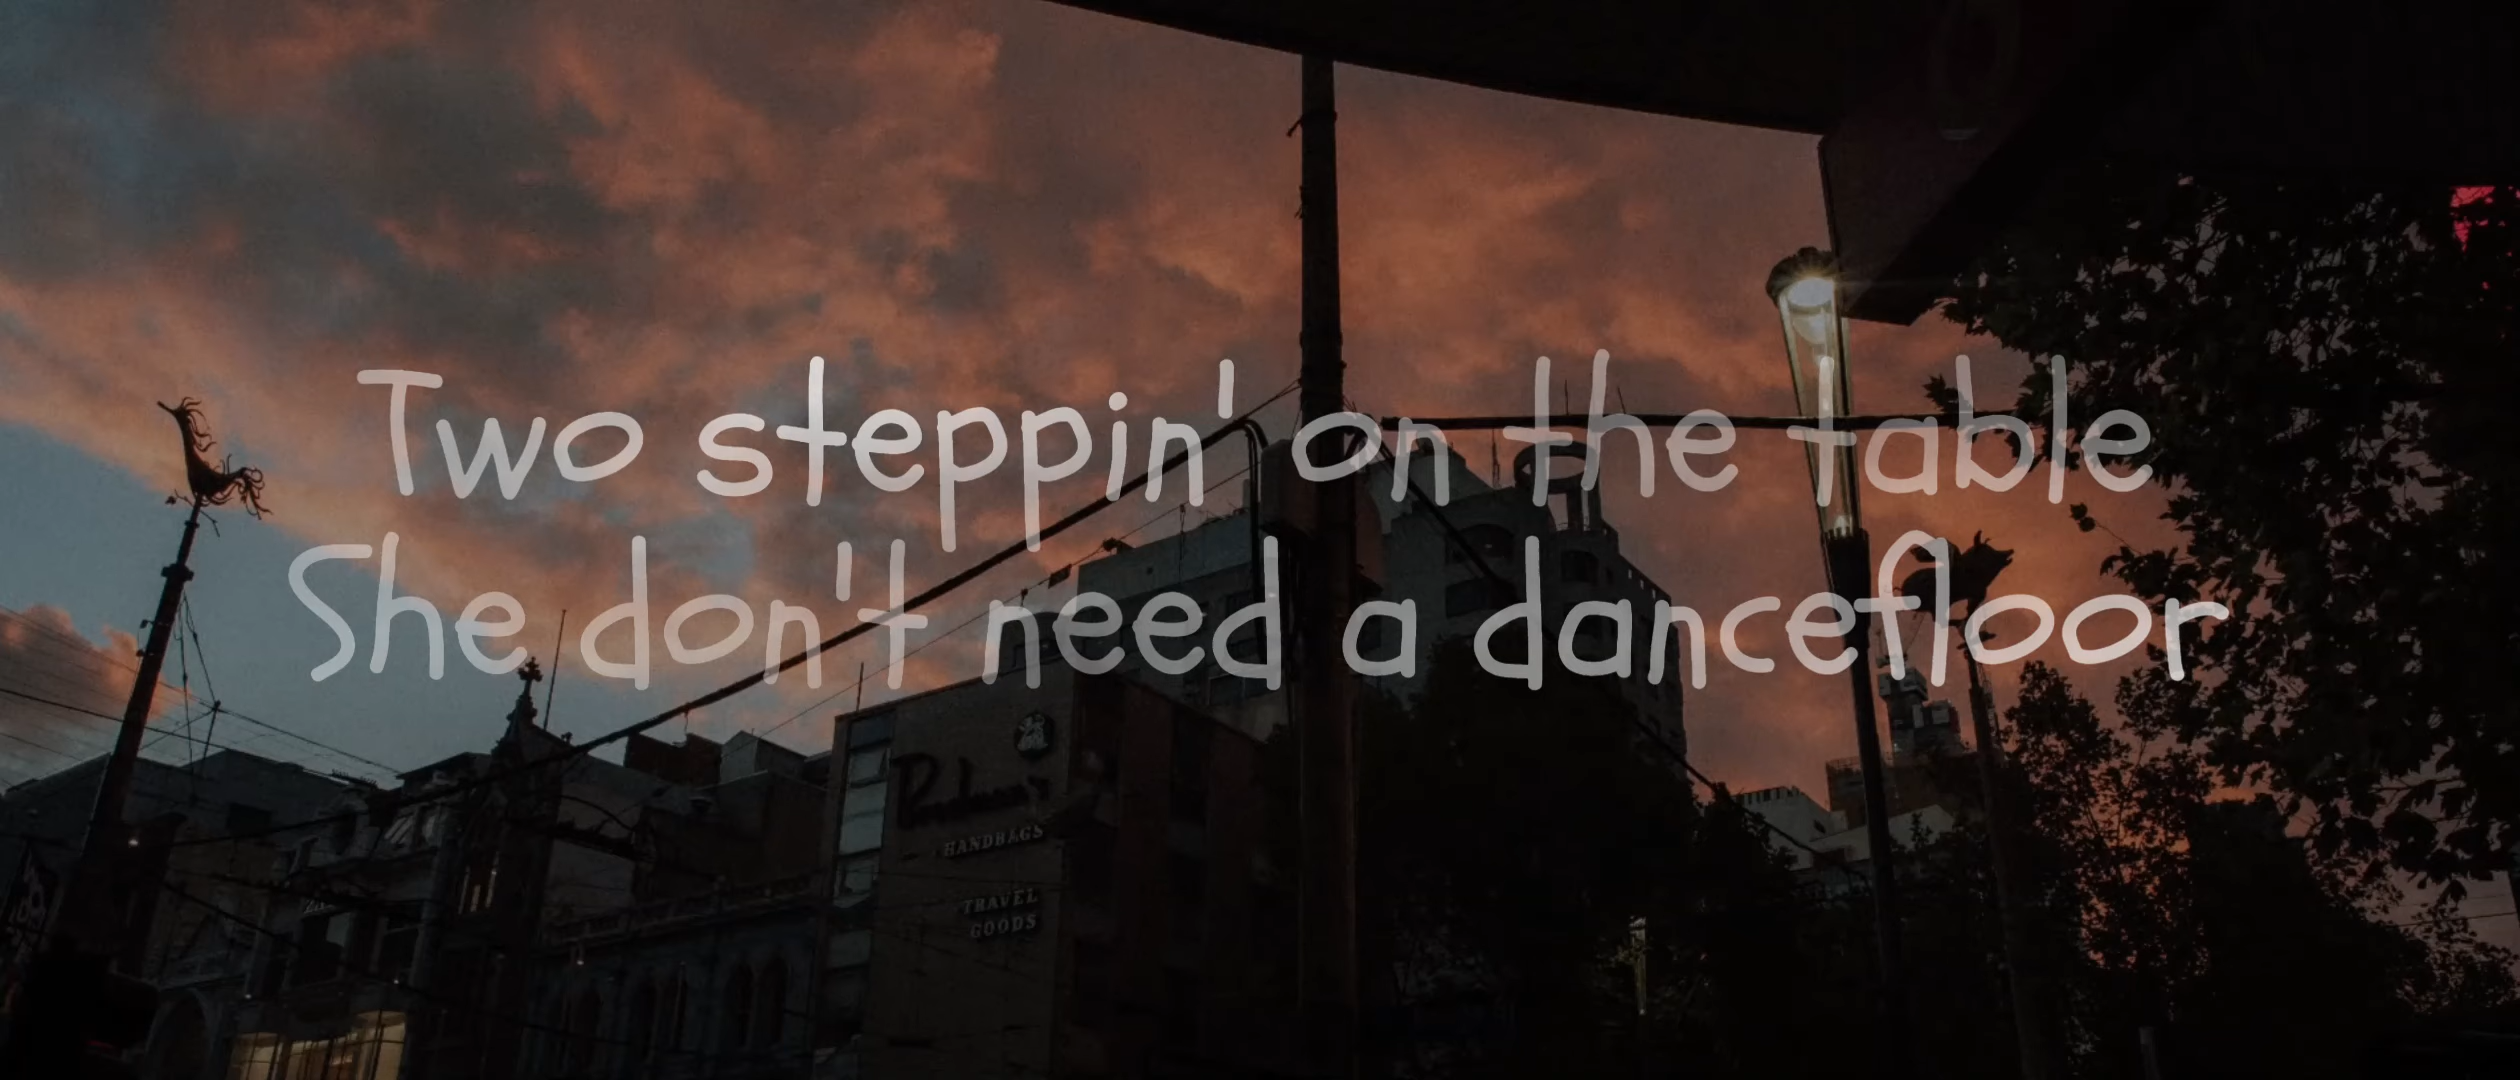 Two steppin' on the table
She don't need a dancefloor
HANDBAGS
TRAVEL
GOODS